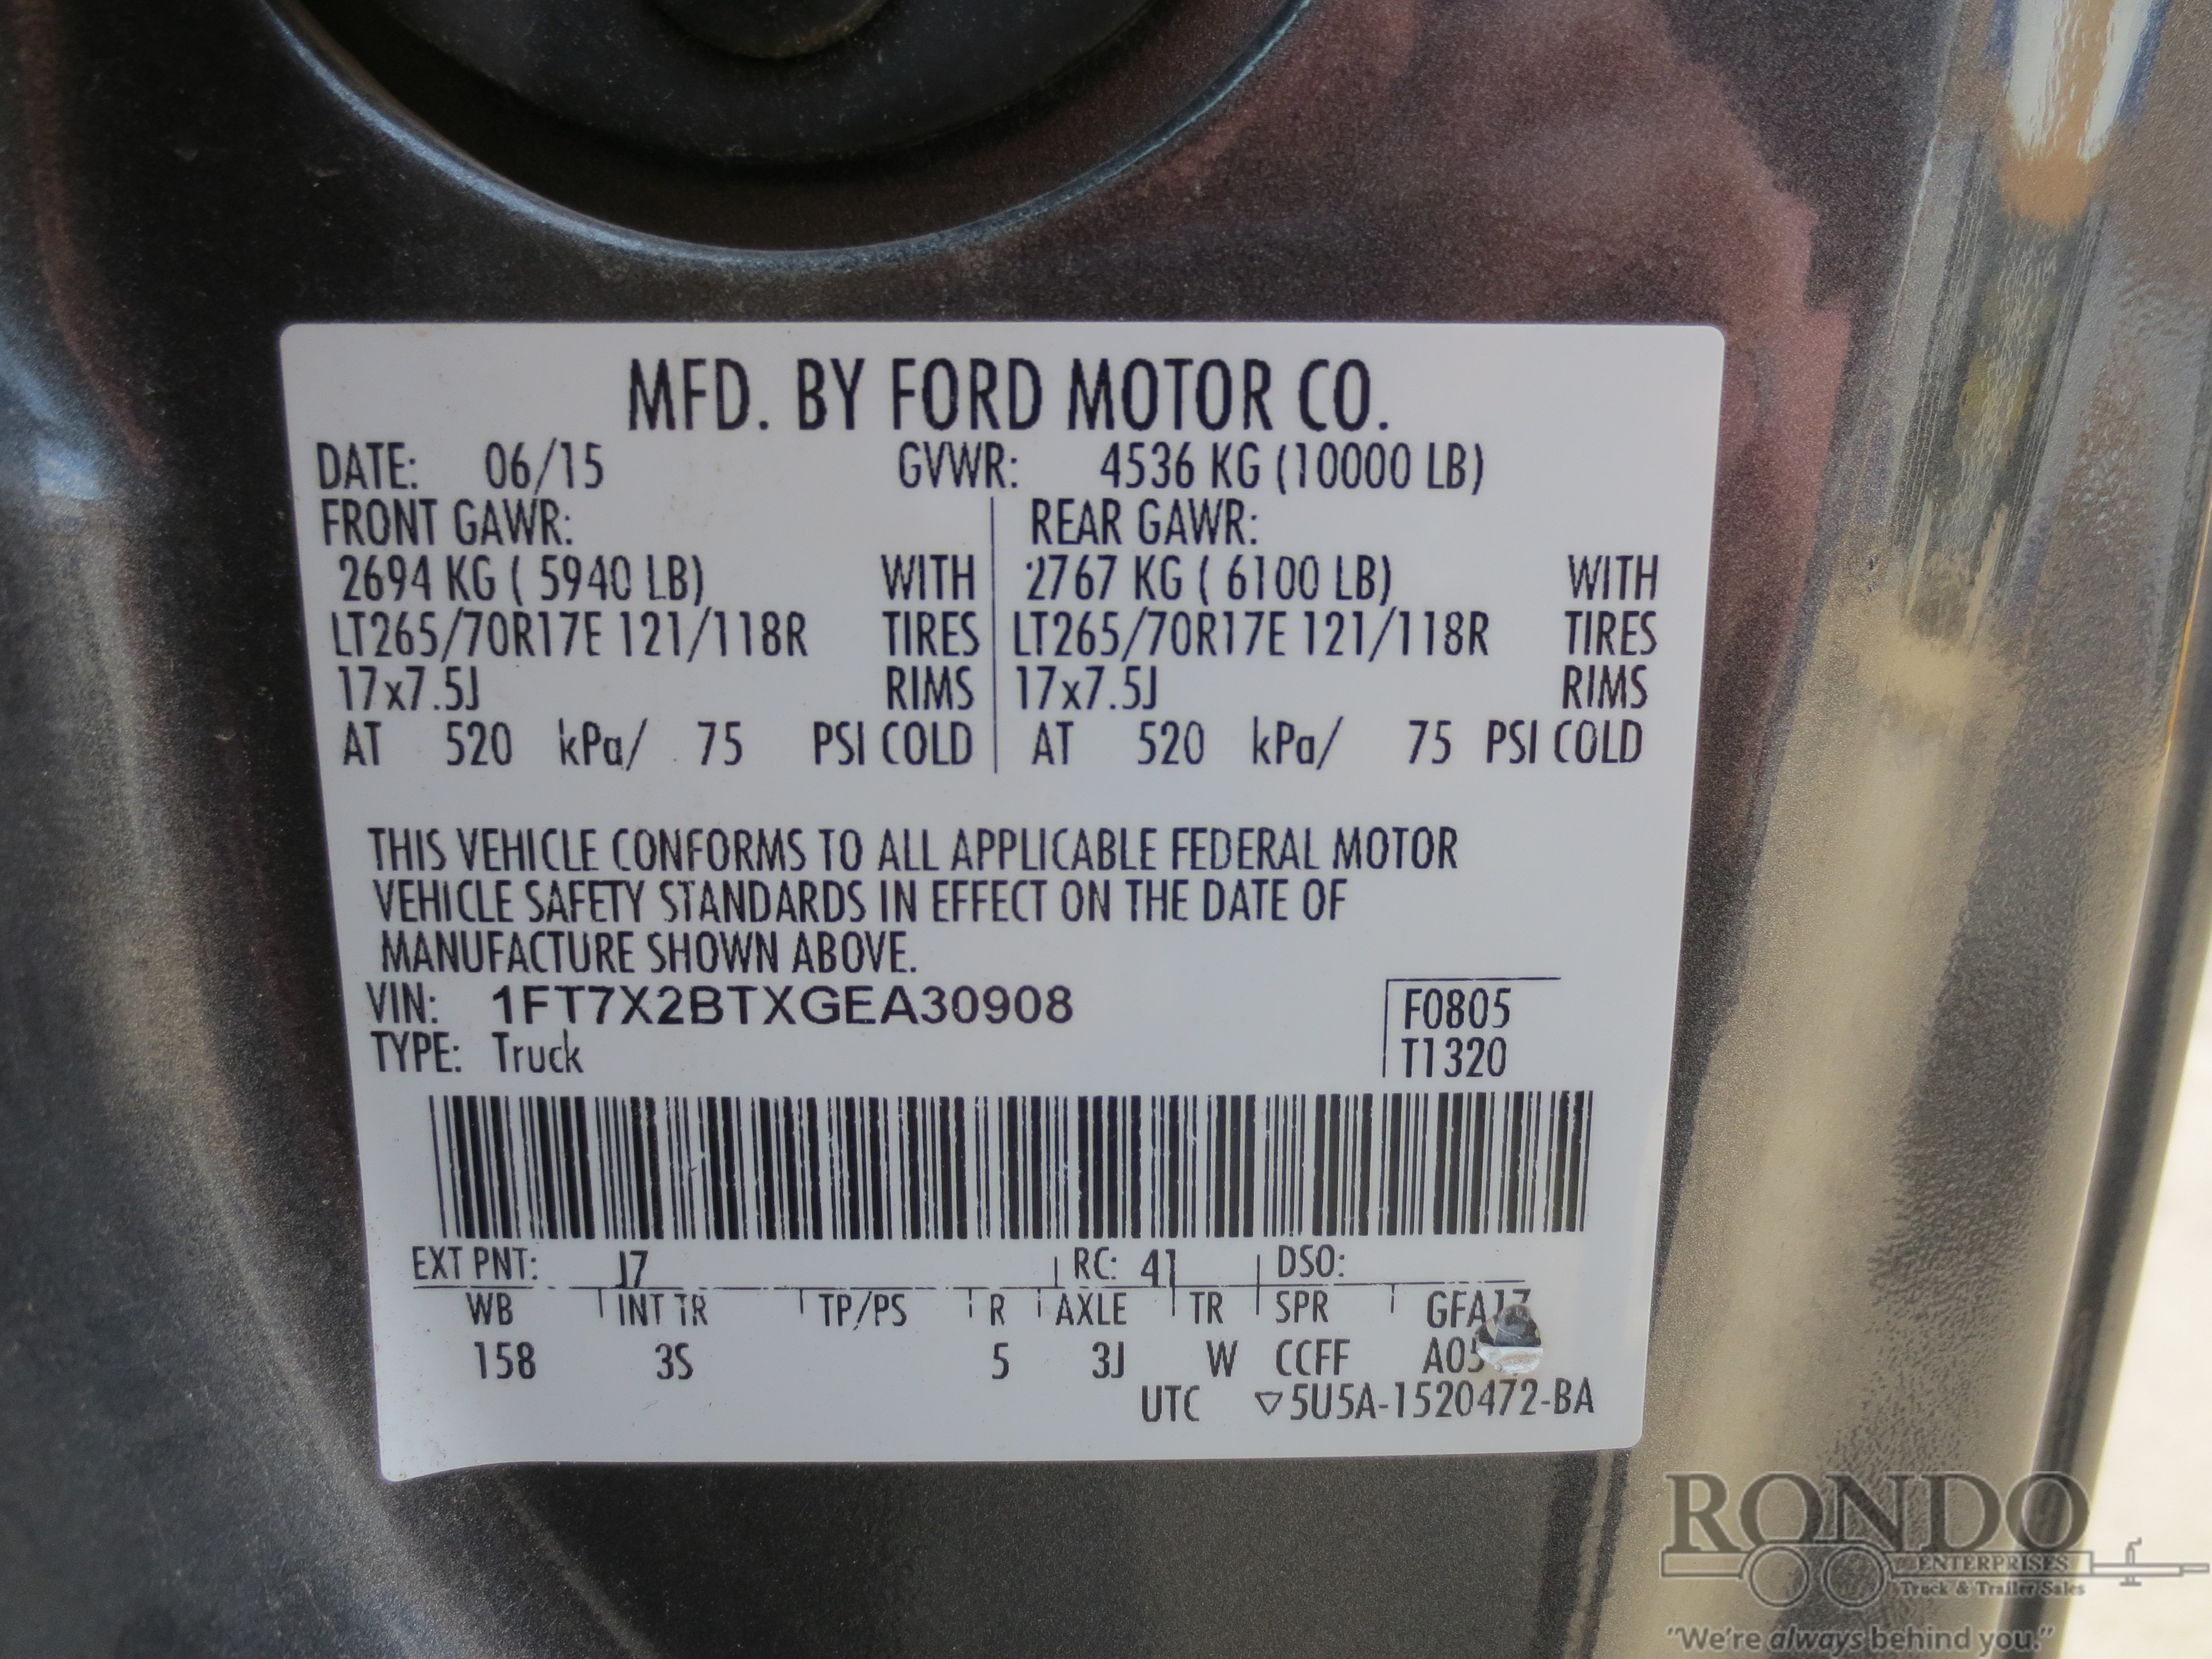 MFD. BY FORD MOTOR CO.
DATE: 06/15 GVWR: 4536 KG (10000 LB)
FRONT GAWR: REAR GAWR:
2694 KG ( 5940 LB) WITH 2767 KG ( 6100 LB) WITH
LT265/70R17E 121/118R TIRES LT265/70R17E 121/118R TIRES
17x7.5J RIMS 17x7.5J RIMS
AT 520 kPa/ 75 PSI COLD AT 520 kPa/ 75 PSI COLD
THIS VEHICLE CONFORMS TO ALL APPLICABLE FEDERAL MOTOR
VEHICLE SAFETY STANDARDS IN EFFECT ON THE DATE OF
MANUFACTURE SHOWN ABOVE.
VIN: 1FT7X2BTXGEA30908 F0805
TYPE: Truck T1320
EXT PNT: J7 RC: 41 DSO:
WB INT TR TP/PS R AXLE TR SPR
158 3S 5 3J W CCFF
UTC ▽5U5A-1520472-BA
RONDO
ENTERPRISES
Truck & Trailer Sales
"We're always behind you."